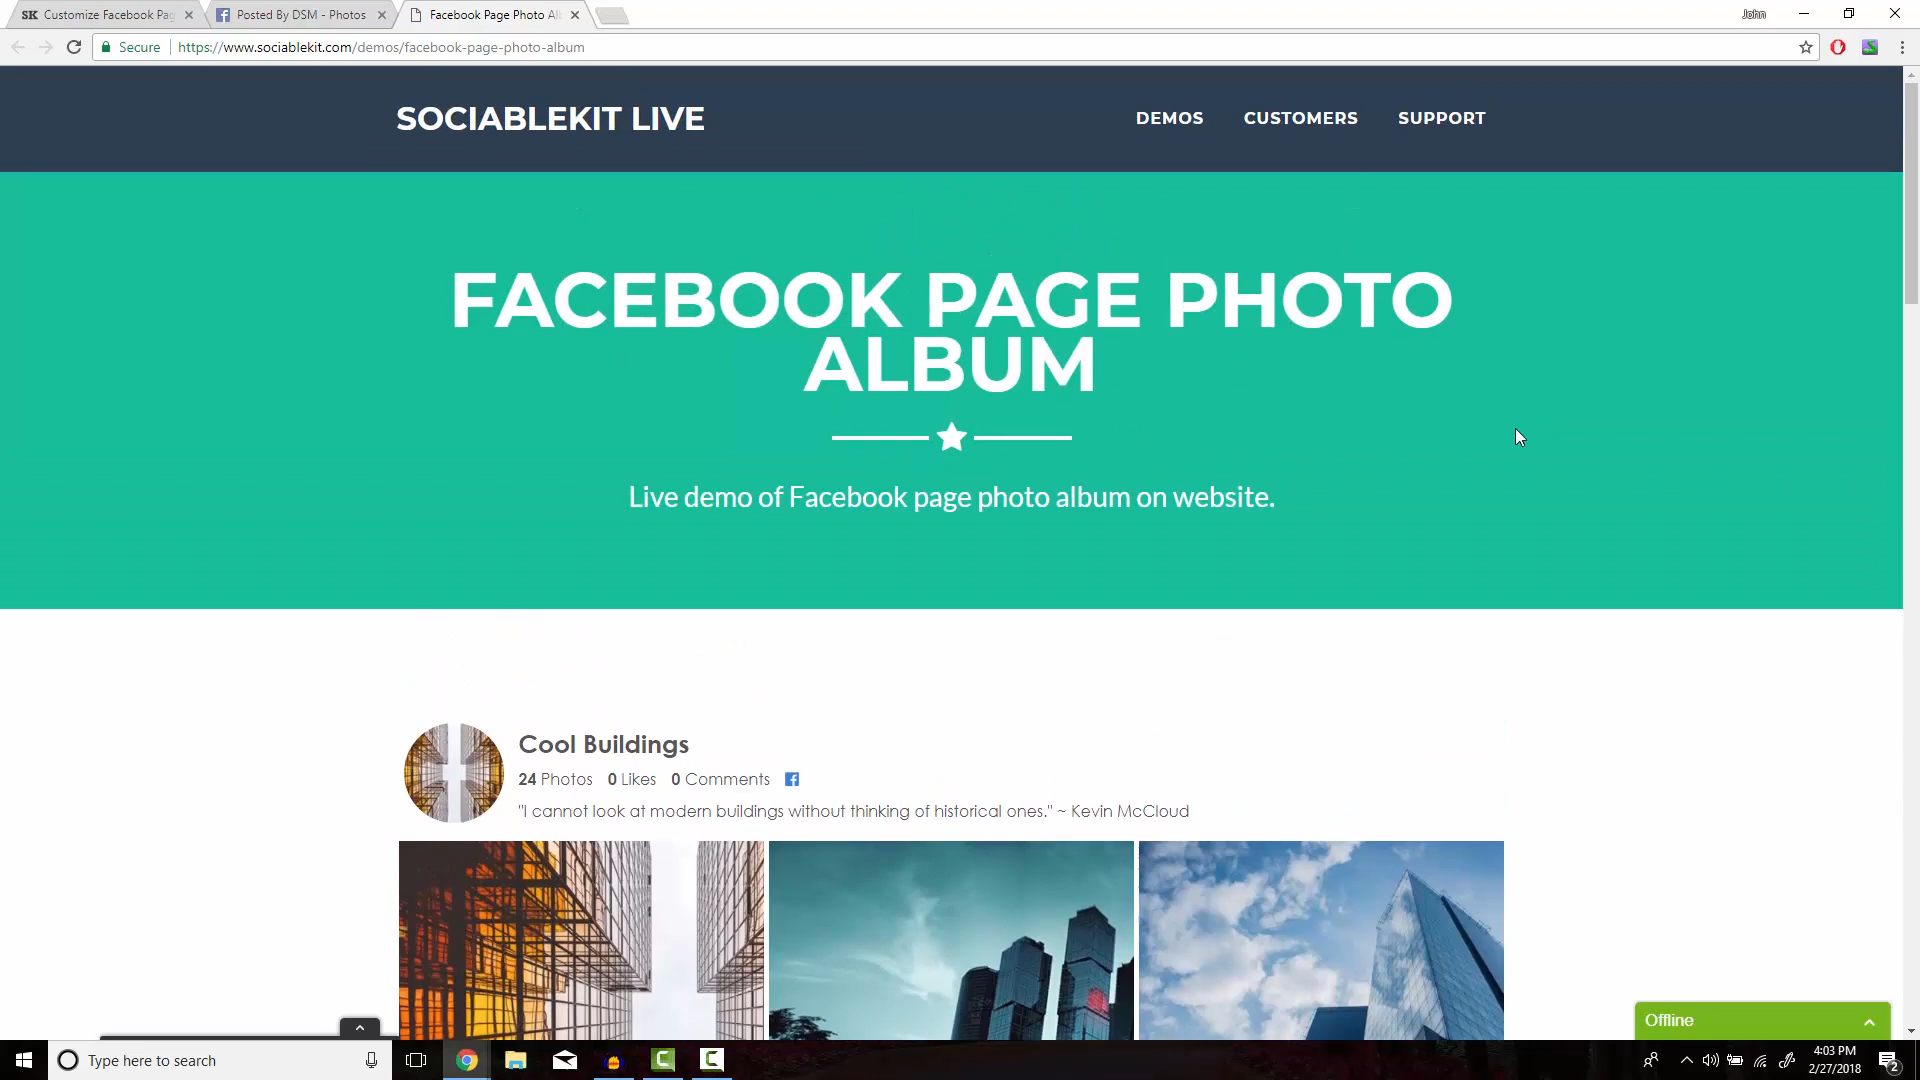 SK Customize Facebook Pag
Posted By DSM - Photos
Facebook Page Photo Al
John
Secure
https://www.sociablekit.com/demos/facebook-page-photo-album
SOCIABLEKIT LIVE
DEMOS
CUSTOMERS
SUPPORT
FACEBOOK PAGE PHOTO
ALBUM
Live demo of Facebook page photo album on website.
Cool Buildings
24 Photos 0 Likes 0 Comments
"I cannot look at modern buildings without thinking of historical ones." ~ Kevin McCloud
Offline
Type here to search
4:03 PM
2/27/2018
2